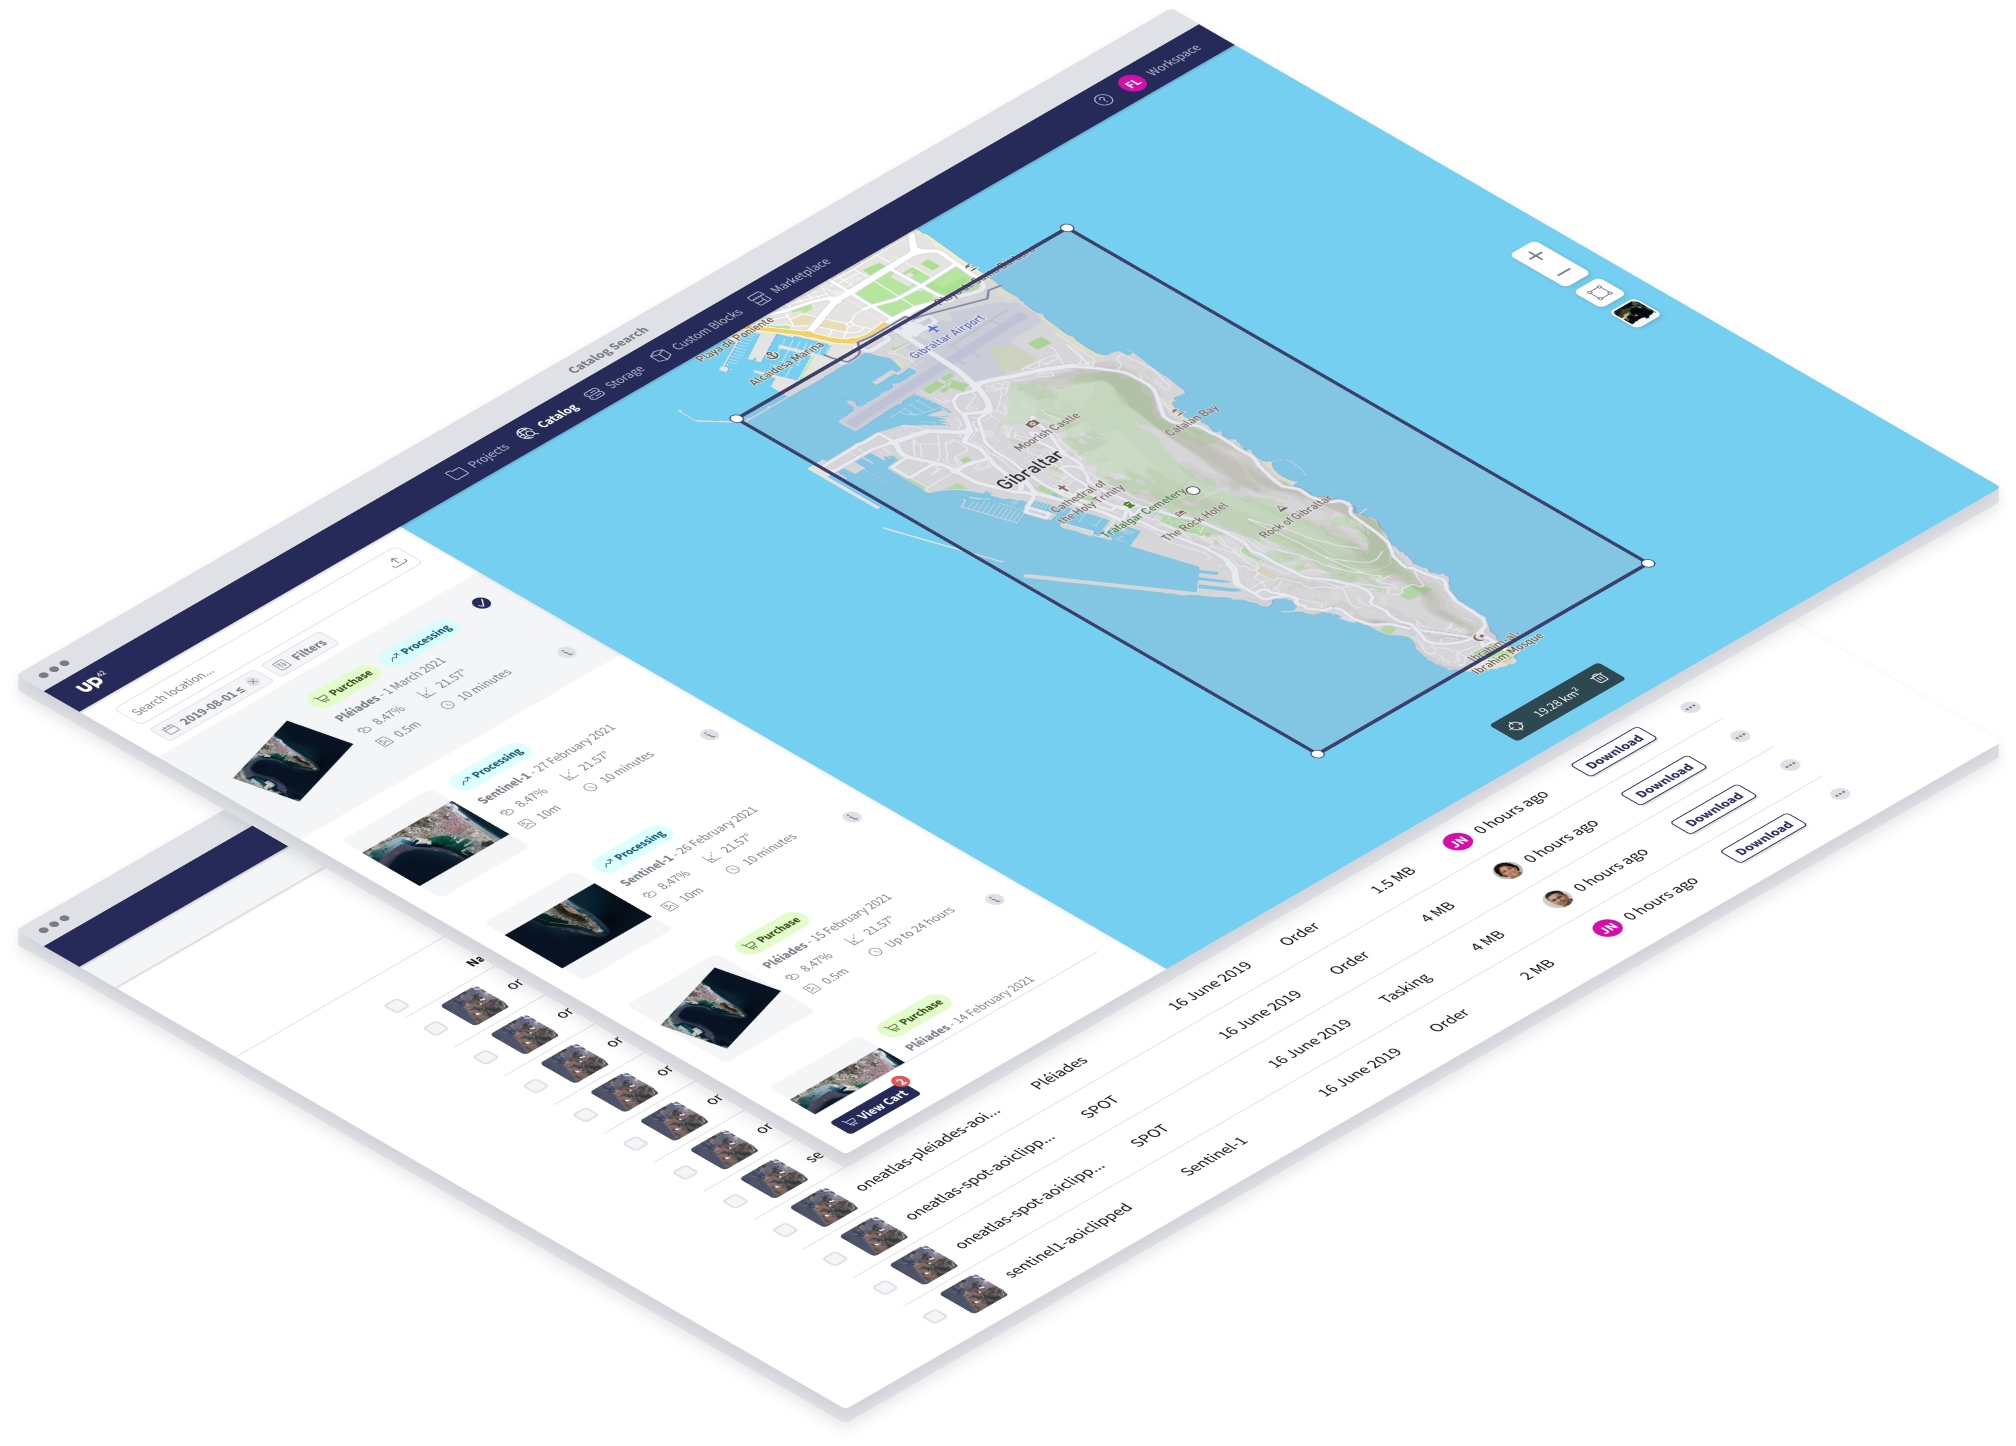 Catalog Search
up42
Projects
Catalog
Storage
Custom Blocks
Marketplace
?
FL
Workspace
Search location...
2019-08-01 ≤
Filters
Purchase
Processing
Pléiades - 1 March 2021
8.47%
21.57°
0.5m
10 minutes
Processing
Sentinel-1 - 27 February 2021
8.47%
21.57°
10m
10 minutes
Processing
Sentinel-1 - 26 February 2021
8.47%
21.57°
10m
10 minutes
Purchase
Pléiades - 15 February 2021
8.47%
21.57°
0.5m
Up to 24 hours
Purchase
Pléiades - 14 February 2021
View Cart
2
Playa de Poniente
Alcaidesa Marina
Gibraltar Airport
Moorish Castle
Catalan Bay
Gibraltar
Cathedral of
the Holy Trinity
Trafalgar Cemetery
The Rock Hotel
Rock of Gibraltar
Ibrahim-al-
Ibrahim Mosque
+
−
19.28 km²
Na
or
or
or
or
or
or
se
oneatlas-pleiades-aoi...
Pléiades
16 June 2019
Order
1.5 MB
JN
0 hours ago
Download
oneatlas-spot-aoiclipp...
SPOT
16 June 2019
Order
4 MB
0 hours ago
Download
oneatlas-spot-aoiclipp...
SPOT
16 June 2019
Tasking
4 MB
0 hours ago
Download
sentinel1-aoiclipped
Sentinel-1
16 June 2019
Order
2 MB
JN
0 hours ago
Download